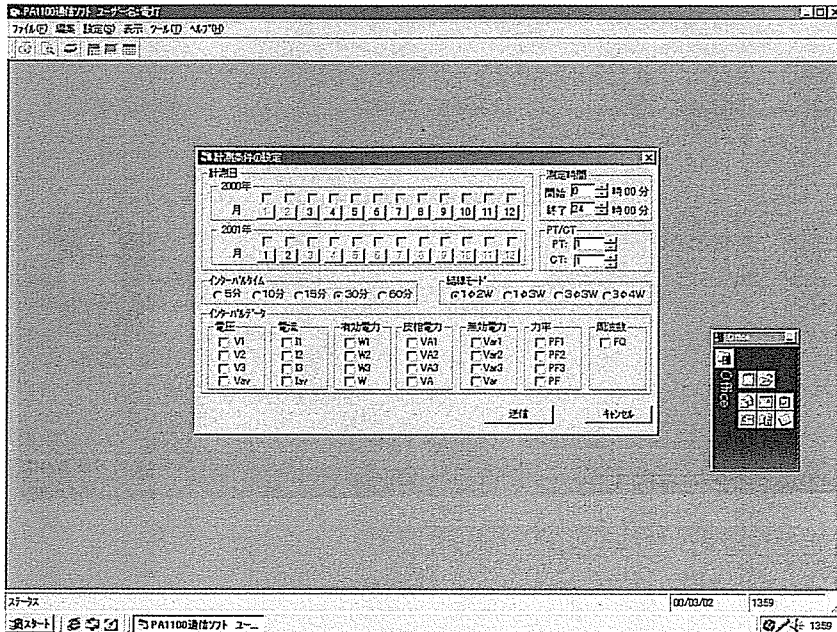 PA1100通信ソフト ユーザー名:電灯
ファイル(F) 編集 設定(S) 表示 ツール(T) ヘルプ(H)
計測条件の設定
計測日
2000年
月 1 2 3 4 5 6 7 8 9 10 11 12
2001年
月 1 2 3 4 5 6 7 8 9 10 11 12
測定時間
開始 0 時00分
終了 24 時00分
PT/CT
PT: 1
CT: 1
インターバルタイム
5分 10分 15分 30分 60分
結線モード
1Φ2W 1Φ3W 3Φ3W 3Φ4W
インターバルデータ
電圧 電流 有効電力 皮相電力 無効電力 力率 周波数
V1 I1 W1 VA1 Var1 PF1 FQ
V2 I2 W2 VA2 Var2 PF2
V3 I3 W3 VA3 Var3 PF3
Vav Iav W VA Var PF
送信 キャンセル
Office
Office
ステータス 00/03/02 13:59
スタート PA1100通信ソフト ユー... 13:59